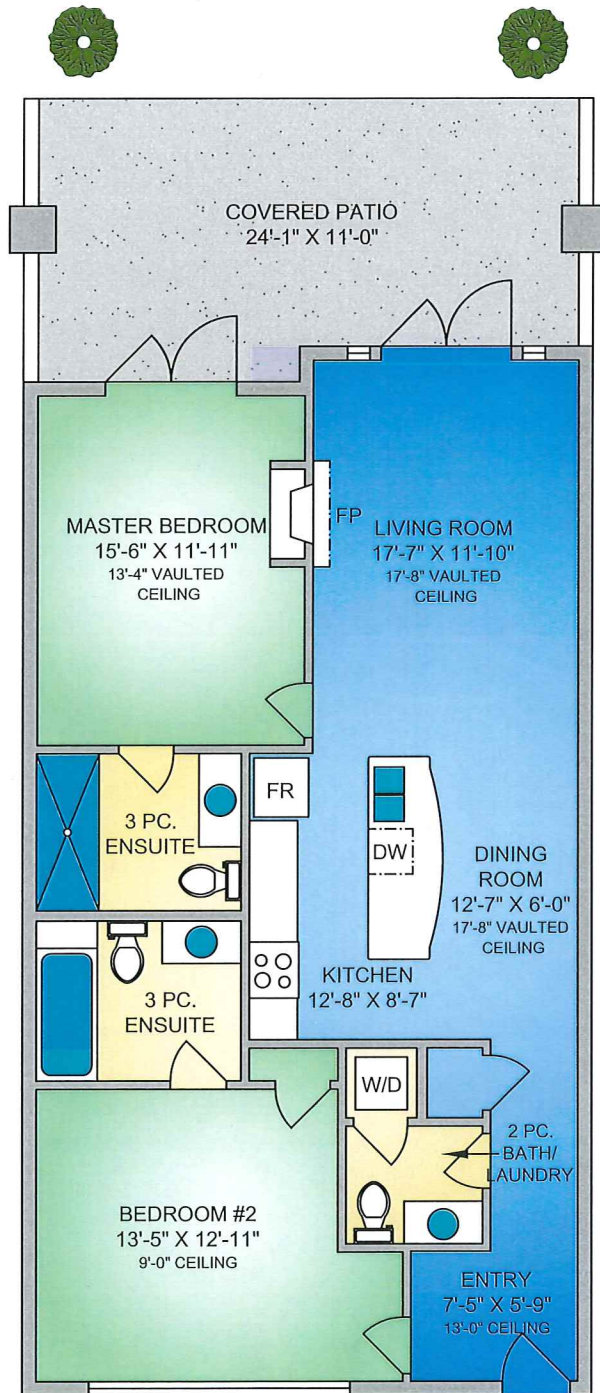 COVERED PATIO
24'-1" X 11'-0"
MASTER BEDROOM
15'-6" X 11'-11"
13'-4" VAULTED
CEILING
FP
LIVING ROOM
17'-7" X 11'-10"
17'-8" VAULTED
CEILING
3 PC.
ENSUITE
FR
DW
DINING
ROOM
12'-7" X 6'-0"
17'-8" VAULTED
CEILING
3 PC.
ENSUITE
KITCHEN
12'-8" X 8'-7"
W/D
2 PC.
BATH/
LAUNDRY
BEDROOM #2
13'-5" X 12'-11"
9'-0" CEILING
ENTRY
7'-5" X 5'-9"
13'-0" CEILING